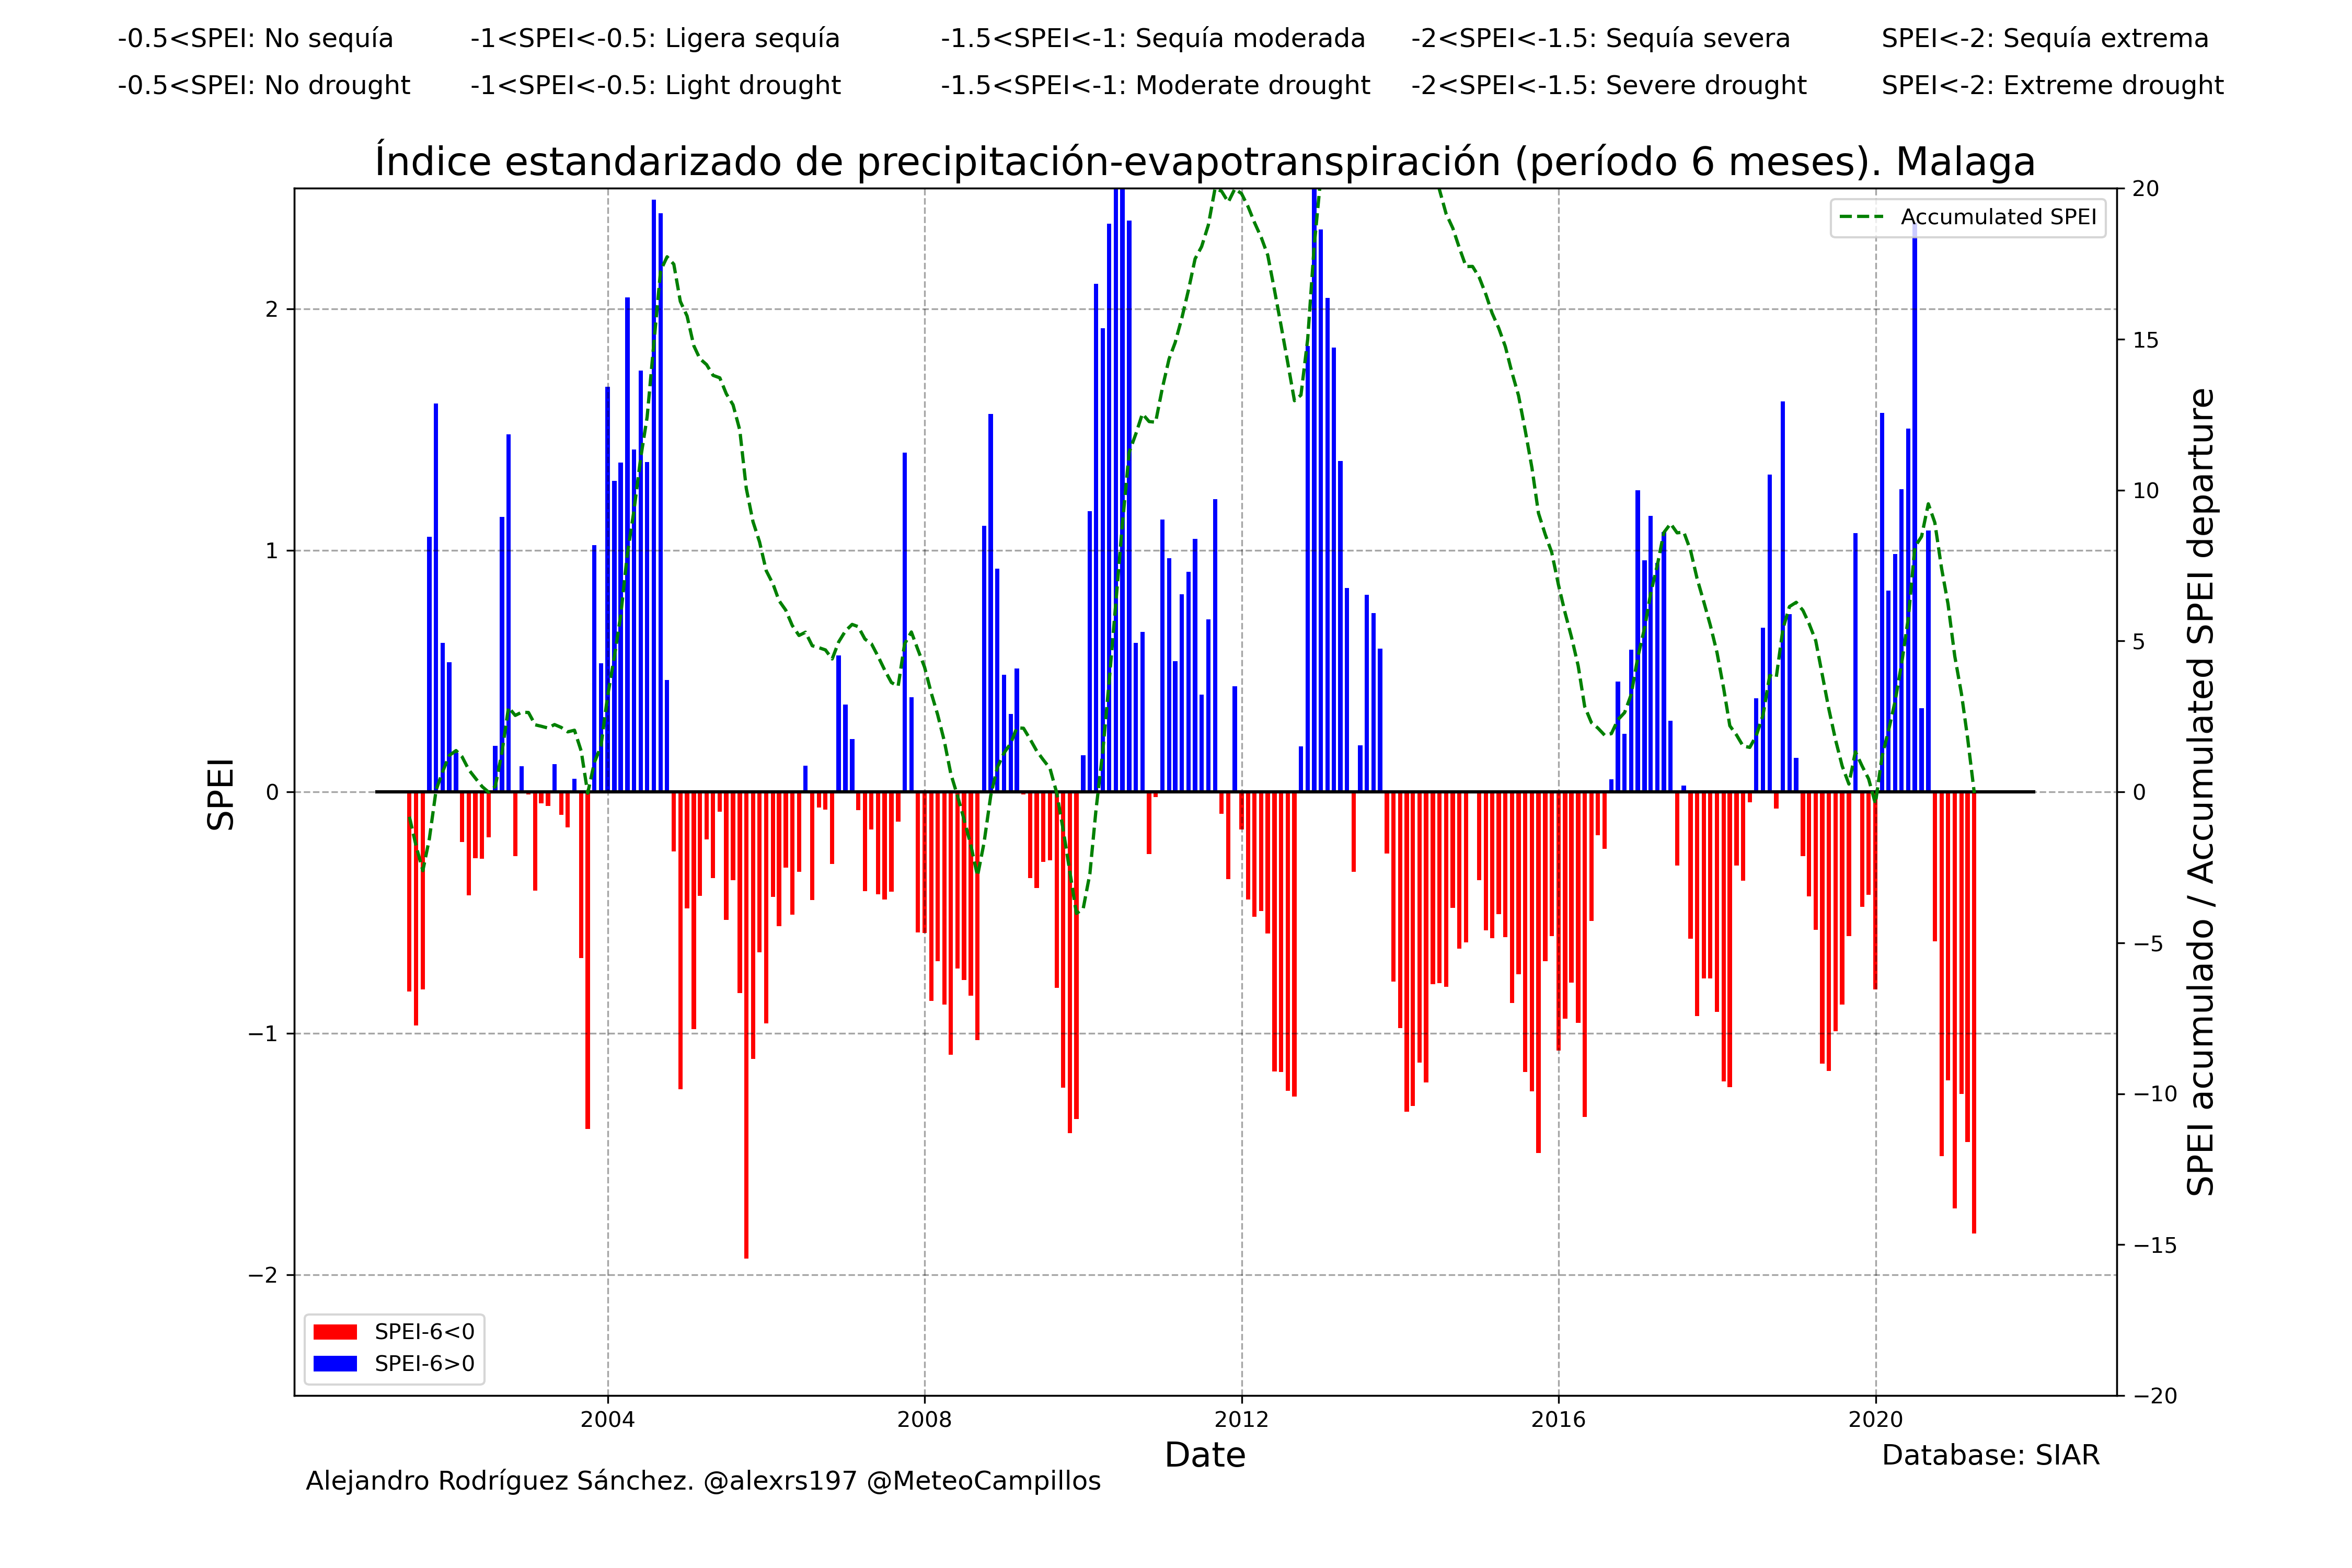 -0.5<SPEI: No sequía -1<SPEI<-0.5: Ligera sequía -1.5<SPEI<-1: Sequía moderada -2<SPEI<-1.5: Sequía severa SPEI<-2: Sequía extrema
-0.5<SPEI: No drought -1<SPEI<-0.5: Light drought -1.5<SPEI<-1: Moderate drought -2<SPEI<-1.5: Severe drought SPEI<-2: Extreme drought
Índice estandarizado de precipitación-evapotranspiración (período 6 meses). Malaga
Accumulated SPEI
SPEI
2
1
0
−1
−2
20
15
10
5
0
−5
−10
−15
−20
SPEI acumulado / Accumulated SPEI departure
SPEI-6<0
SPEI-6>0
2004 2008 2012 2016 2020
Date
Database: SIAR
Alejandro Rodríguez Sánchez. @alexrs197 @MeteoCampillos